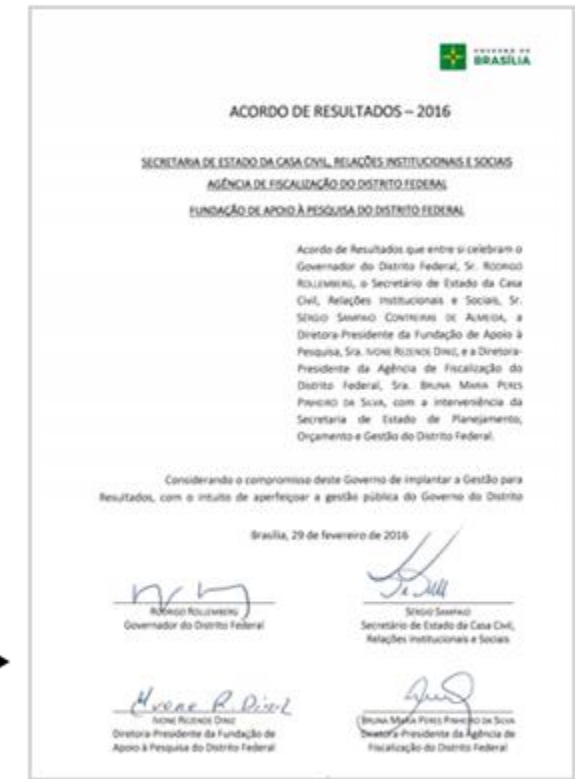 GOVERNO DE
BRASÍLIA
ACORDO DE RESULTADOS – 2016
SECRETARIA DE ESTADO DA CASA CIVIL, RELAÇÕES INSTITUCIONAIS E SOCIAIS
AGÊNCIA DE FISCALIZAÇÃO DO DISTRITO FEDERAL
FUNDAÇÃO DE APOIO À PESQUISA DO DISTRITO FEDERAL
Acordo de Resultados que entre si celebram o
Governador do Distrito Federal, Sr. RODRIGO
ROLLEMBERG, o Secretário de Estado da Casa
Civil, Relações Institucionais e Sociais, Sr.
SÉRGIO SAMPAIO CONTREIRAS DE ALMEIDA, a
Diretora-Presidente da Fundação de Apoio à
Pesquisa, Sra. IVONE REZENDE DINIZ, e a Diretora-
Presidente da Agência de Fiscalização do
Distrito Federal, Sra. BRUNA MARIA PERES
PINHEIRO DA SILVA, com a interveniência da
Secretaria de Estado de Planejamento,
Orçamento e Gestão do Distrito Federal.
Considerando o compromisso deste Governo de implantar a Gestão para
Resultados, com o intuito de aperfeiçoar a gestão pública do Governo do Distrito
Brasília, 29 de fevereiro de 2016
RODRIGO ROLLEMBERG
Governador do Distrito Federal
SÉRGIO SAMPAIO
Secretário de Estado da Casa Civil,
Relações Institucionais e Sociais
Ivone R. Diniz
IVONE REZENDE DINIZ
Diretora-Presidente da Fundação de
Apoio à Pesquisa do Distrito Federal
BRUNA MARIA PERES PINHEIRO DA SILVA
Diretora-Presidente da Agência de
Fiscalização do Distrito Federal